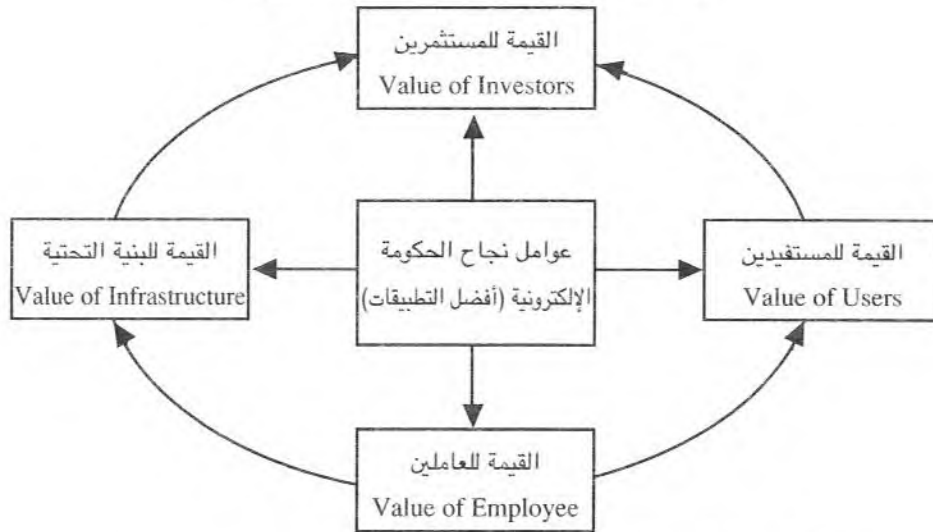 القيمة للمستثمرين
Value of Investors
القيمة للبنية التحتية
Value of Infrastructure
عوامل نجاح الحكومة
الإلكترونية (أفضل التطبيقات)
القيمة للمستفيدين
Value of Users
القيمة للعاملين
Value of Employee